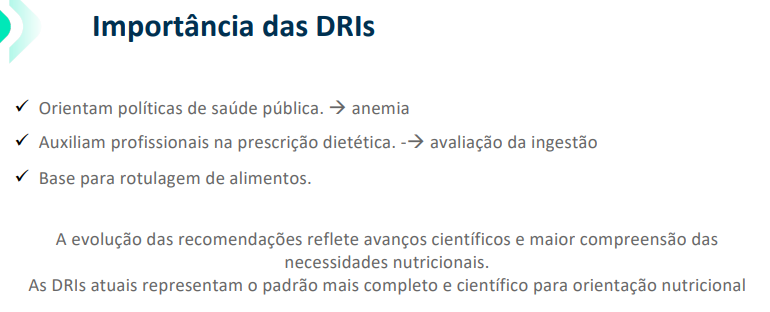 Importância das DRIs
✓ Orientam políticas de saúde pública. → anemia
✓ Auxiliam profissionais na prescrição dietética. -→ avaliação da ingestão
✓ Base para rotulagem de alimentos.
A evolução das recomendações reflete avanços científicos e maior compreensão das
necessidades nutricionais.
As DRIs atuais representam o padrão mais completo e científico para orientação nutricional